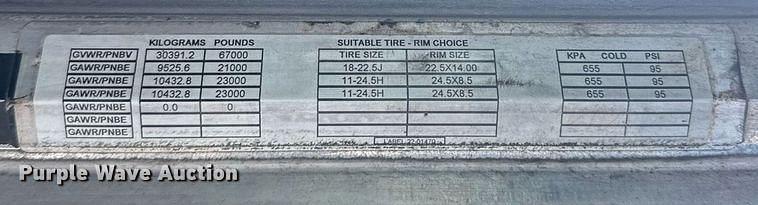 KILOGRAMS POUNDS SUITABLE TIRE - RIM CHOICE
GVWR/PNBV 30391.2 67000 TIRE SIZE RIM SIZE KPA COLD PSI
GAWR/PNBE 9525.6 21000 18-22.5J 22.5X14.00 655 95
GAWR/PNBE 10432.8 23000 11-24.5H 24.5X8.5 655 95
GAWR/PNBE 10432.8 23000 11-24.5H 24.5X8.5 655 95
GAWR/PNBE 0.0 0
GAWR/PNBE
GAWR/PNBE
LABEL 22-01470
Purple Wave Auction